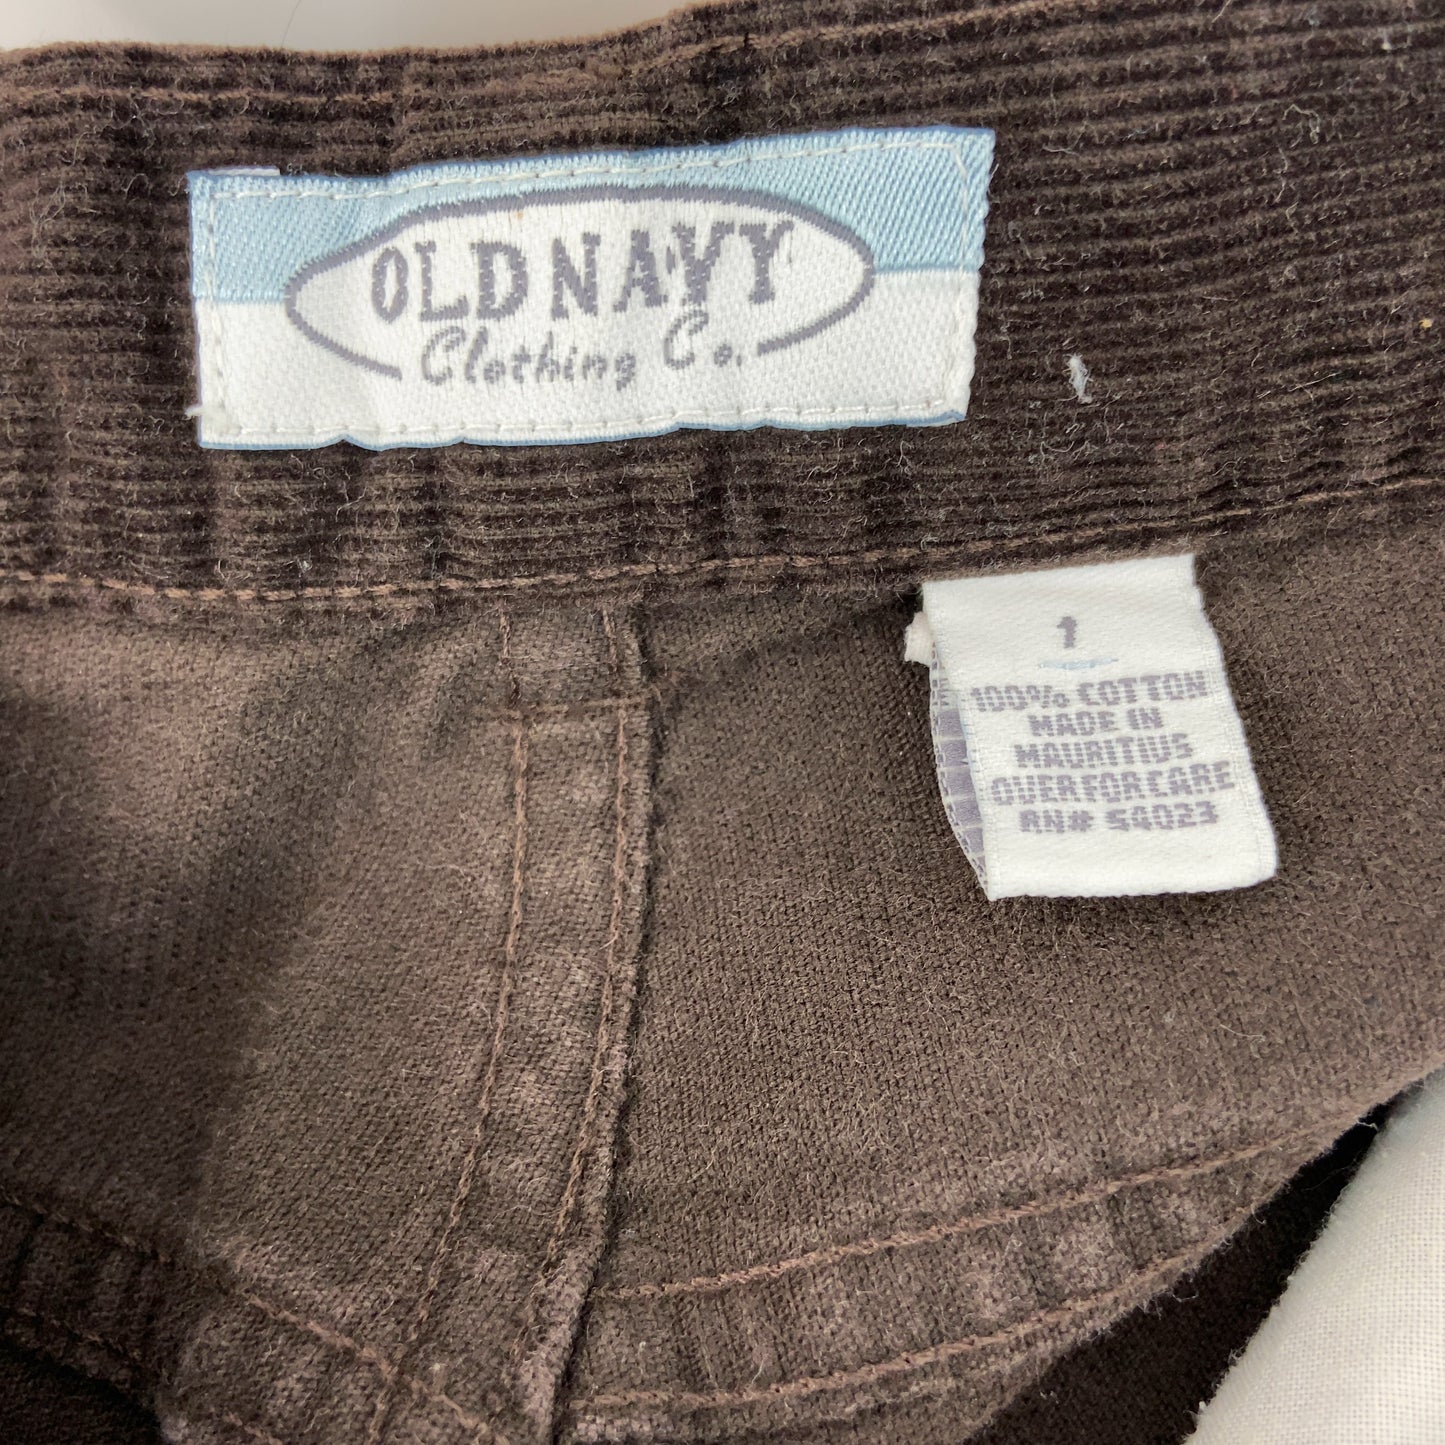 OLD NAVY
Clothing Co.
1
100% COTTON
MADE IN
MAURITIUS
OVER FOR CARE
RN# 54023